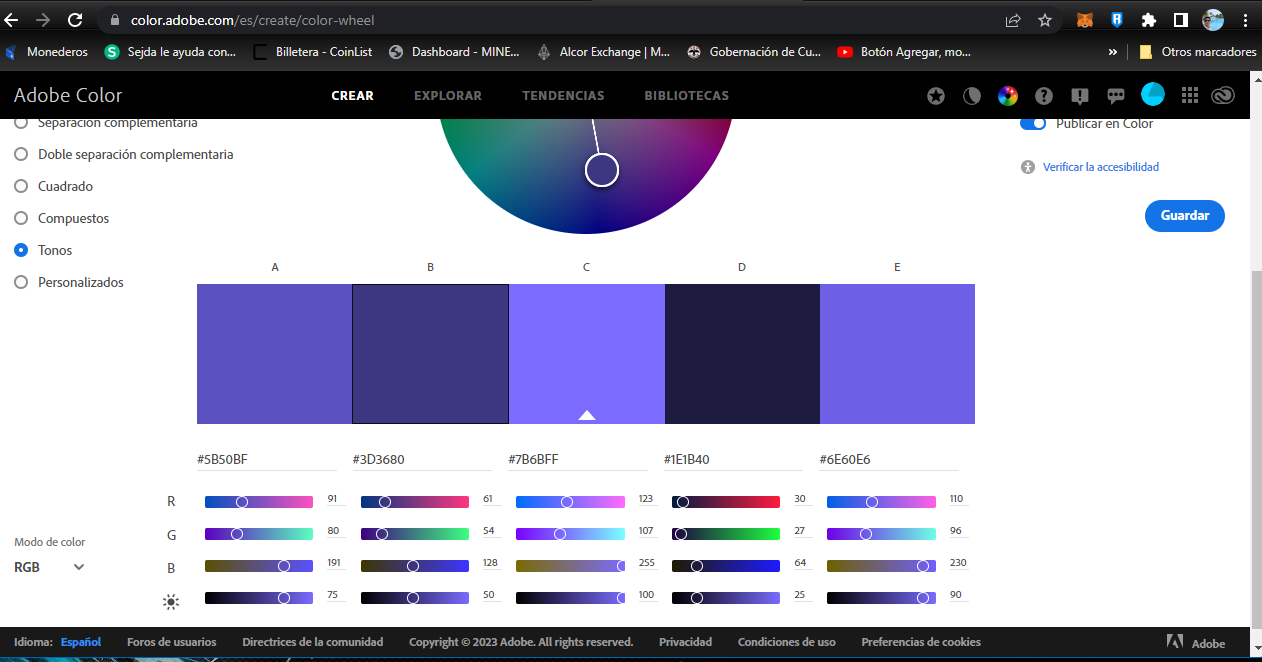 color.adobe.com/es/create/color-wheel
Monederos
Sejda le ayuda con...
Billetera - CoinList
Dashboard - MINE...
Alcor Exchange | M...
Gobernación de Cu...
Botón Agregar, mo...
»
Otros marcadores
Adobe Color
CREAR
EXPLORAR
TENDENCIAS
BIBLIOTECAS
Separación complementaria
Doble separación complementaria
Cuadrado
Compuestos
Tonos
Personalizados
Publicar en Color
Verificar la accesibilidad
Guardar
A B C D E
#5B50BF #3D3680 #7B6BFF #1E1B40 #6E60E6
R 91 61 123 30 110
G 80 54 107 27 96
B 191 128 255 64 230
75 50 100 25 90
Modo de color
RGB
Idioma: Español Foros de usuarios Directrices de la comunidad Copyright © 2023 Adobe. All rights reserved. Privacidad Condiciones de uso Preferencias de cookies Adobe